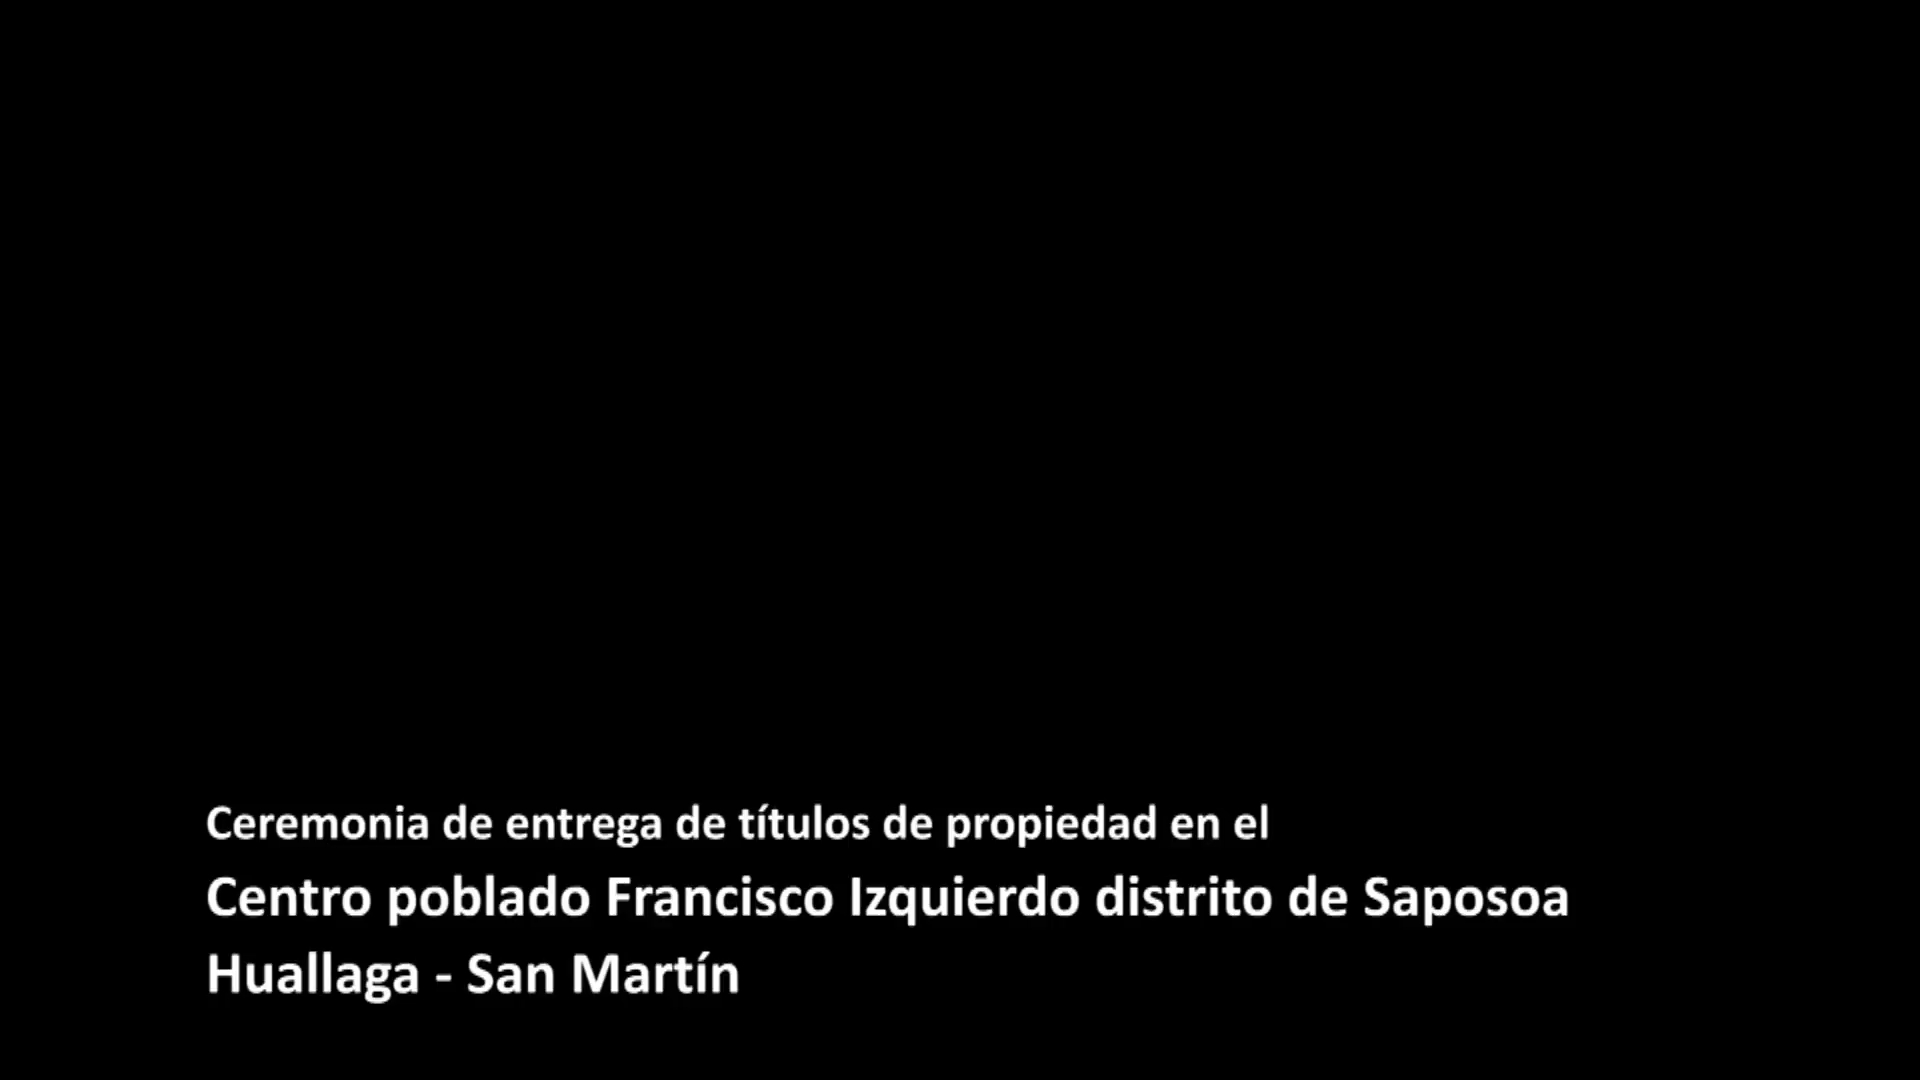 Ceremonia de entrega de títulos de propiedad en el
Centro poblado Francisco Izquierdo distrito de Saposoa
Huallaga - San Martín